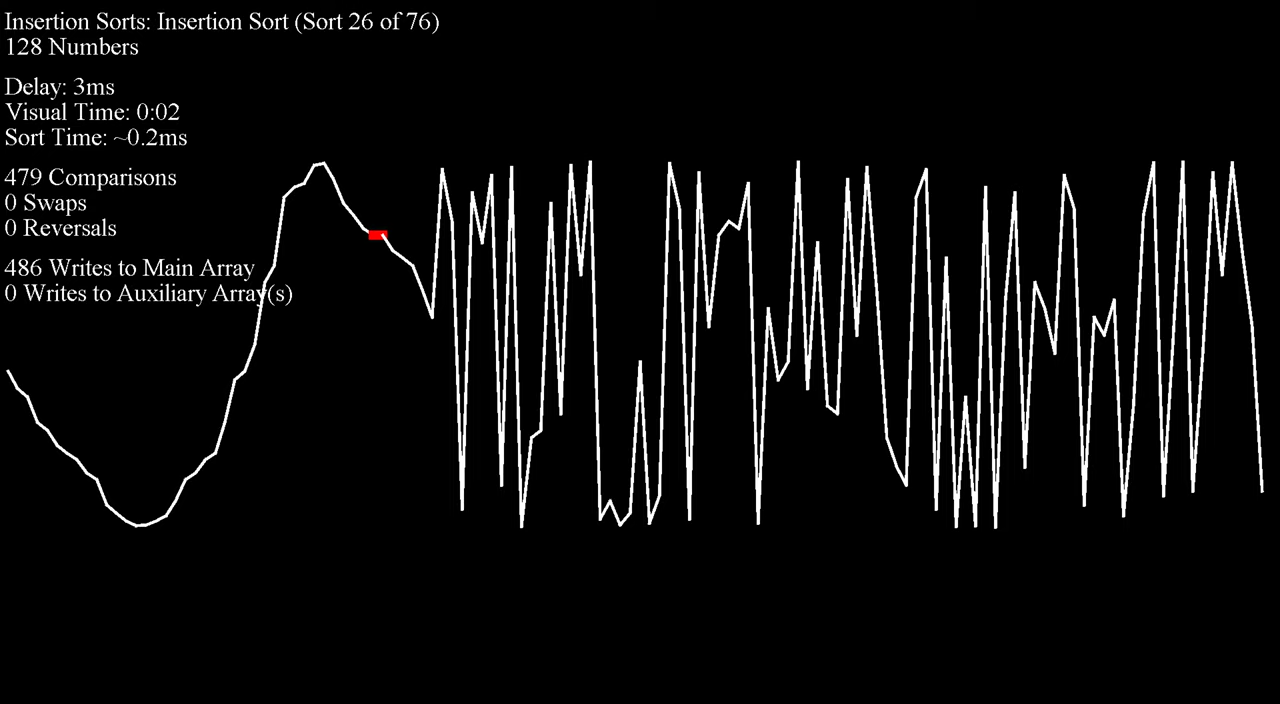 Insertion Sorts: Insertion Sort (Sort 26 of 76)
128 Numbers
Delay: 3ms
Visual Time: 0:02
Sort Time: ~0.2ms
479 Comparisons
0 Swaps
0 Reversals
486 Writes to Main Array
0 Writes to Auxiliary Array(s)